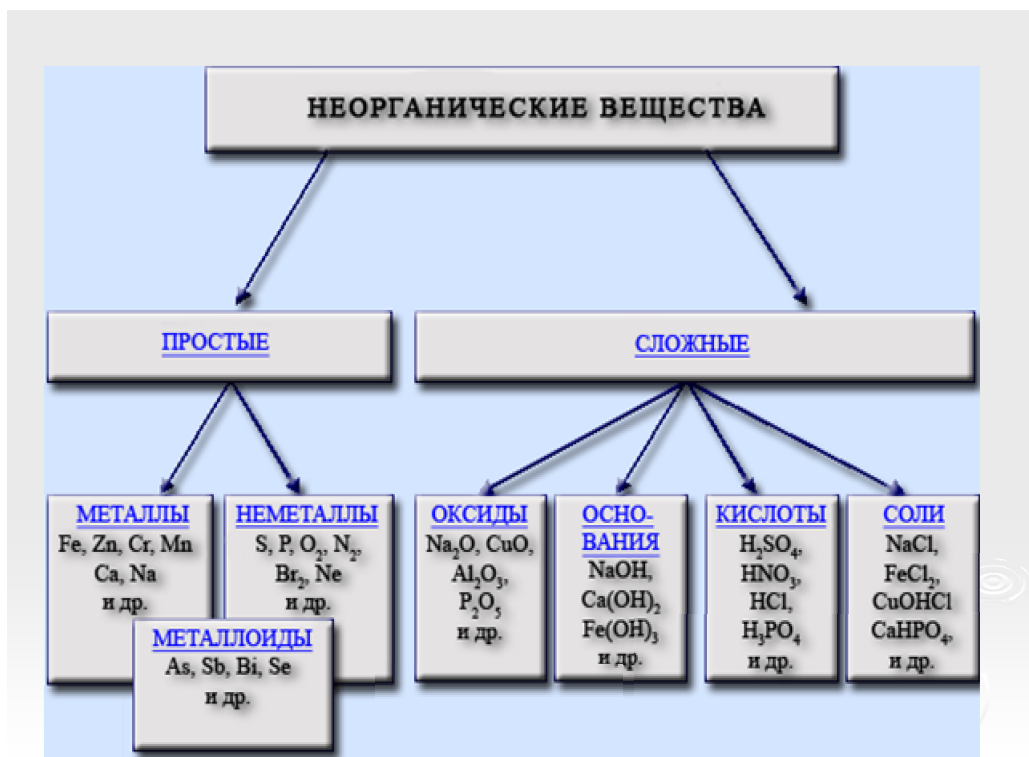 НЕОРГАНИЧЕСКИЕ ВЕЩЕСТВА
ПРОСТЫЕ
СЛОЖНЫЕ
МЕТАЛЛЫ
Fe, Zn, Cr, Mn
Ca, Na
и др.
НЕМЕТАЛЛЫ
S, P, O₂, N₂,
Br₂, Ne
и др.
МЕТАЛЛОИДЫ
As, Sb, Bi, Se
и др.
ОКСИДЫ
Na₂O, CuO,
Al₂O₃,
P₂O₅
и др.
ОСНО-
ВАНИЯ
NaOH,
Ca(OH)₂
Fe(OH)₃
и др.
КИСЛОТЫ
H₂SO₄,
HNO₃,
HCl,
H₃PO₄
и др.
СОЛИ
NaCl,
FeCl₂,
CuOHCl
CaHPO₄,
и др.